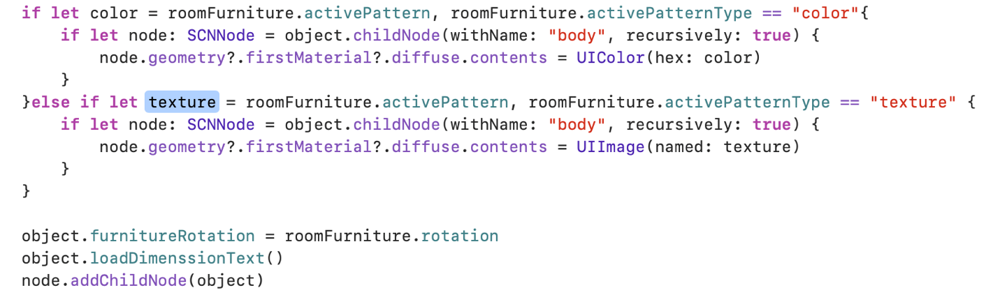 if let color = roomFurniture.activePattern, roomFurniture.activePatternType == "color"{
    if let node: SCNNode = object.childNode(withName: "body", recursively: true) {
        node.geometry?.firstMaterial?.diffuse.contents = UIColor(hex: color)
    }
}else if let texture = roomFurniture.activePattern, roomFurniture.activePatternType == "texture" {
    if let node: SCNNode = object.childNode(withName: "body", recursively: true) {
        node.geometry?.firstMaterial?.diffuse.contents = UIImage(named: texture)
    }
}

object.furnitureRotation = roomFurniture.rotation
object.loadDimenssionText()
node.addChildNode(object)